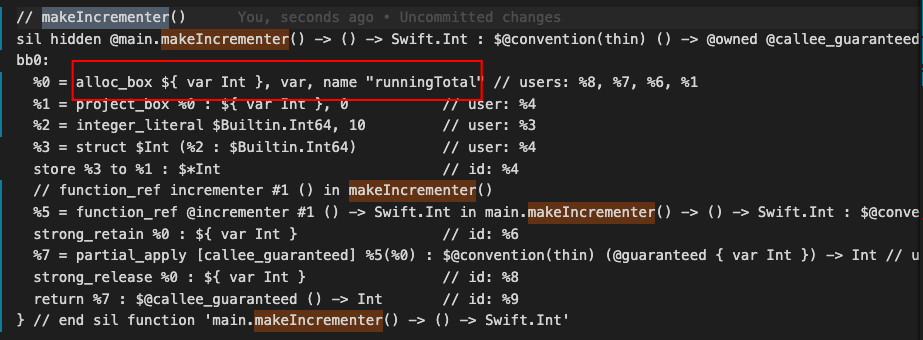 // makeIncrementer()    You, seconds ago • Uncommitted changes
sil hidden @main.makeIncrementer() -> () -> Swift.Int : $@convention(thin) () -> @owned @callee_guaranteed
bb0:
  %0 = alloc_box ${ var Int }, var, name "runningTotal" // users: %8, %7, %6, %1
  %1 = project_box %0 : ${ var Int }, 0           // user: %4
  %2 = integer_literal $Builtin.Int64, 10         // user: %3
  %3 = struct $Int (%2 : $Builtin.Int64)          // user: %4
  store %3 to %1 : $*Int                          // id: %4
  // function_ref incrementer #1 () in makeIncrementer()
  %5 = function_ref @incrementer #1 () -> Swift.Int in main.makeIncrementer() -> () -> Swift.Int : $@conve
  strong_retain %0 : ${ var Int }                 // id: %6
  %7 = partial_apply [callee_guaranteed] %5(%0) : $@convention(thin) (@guaranteed { var Int }) -> Int // u
  strong_release %0 : ${ var Int }                // id: %8
  return %7 : $@callee_guaranteed () -> Int       // id: %9
} // end sil function 'main.makeIncrementer() -> () -> Swift.Int'